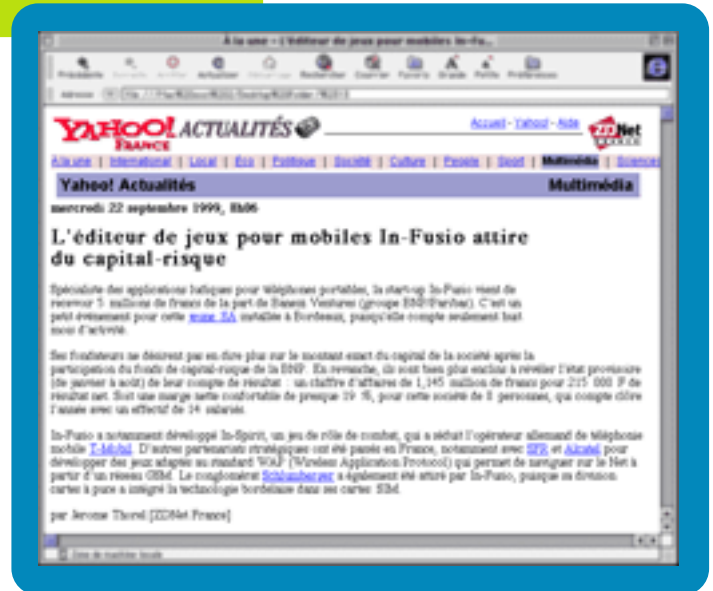 À la une - L'éditeur de jeux pour mobiles In-Fu...
Précédente Suivante Arrêter Actualiser Démarrage Rechercher Courrier Favoris Grande Petite Préférences
YAHOO! ACTUALITÉS
FRANCE
Accueil - Yahoo! - Aide
ZDNet
FRANCE
À la une | International | Local | Éco | Politique | Société | Culture | People | Sport | Multimédia | Sciences
Yahoo! Actualités Multimédia
mercredi 22 septembre 1999, 8h06
L'éditeur de jeux pour mobiles In-Fusio attire
du capital-risque
Spécialiste des applications ludiques pour téléphones portables, la start-up In-Fusio vient de
recevoir 5 millions de francs de la part de Banexi Ventures (groupe BNP/Paribas). C'est un
petit événement pour cette jeune SA installée à Bordeaux, puisqu'elle compte seulement huit
mois d'activité.
Ses fondateurs ne désirent pas en dire plus sur le montant exact du capital de la société après la
participation du fonds de capital-risque de la BNP. En revanche, ils sont bien plus enclins à révéler l'état provisoire
(de janvier à août) de leur compte de résultat : un chiffre d'affaires de 1,145 million de francs pour 215 000 F de
résultat net. Soit une marge nette confortable de presque 19 %, pour cette société de 8 personnes, qui compte clôre
l'année avec un effectif de 14 salariés.
In-Fusio a notamment développé In-Spirit, un jeu de rôle de combat, qui a séduit l'opérateur allemand de téléphonie
mobile T-Mobil. D'autres partenariats stratégiques ont été passés en France, notamment avec SFR et Alcatel pour
développer des jeux adaptés au standard WAP (Wireless Application Protocol) qui permet de naviguer sur le Net à
partir d'un réseau GSM. Le conglomérat Schlumberger a également été attiré par In-Fusio, puisque sa division
cartes à puce a intégré la technologie bordelaise dans ses cartes SIM.
par Jerome Thorel [ZDNet France]
Zone de machine locale